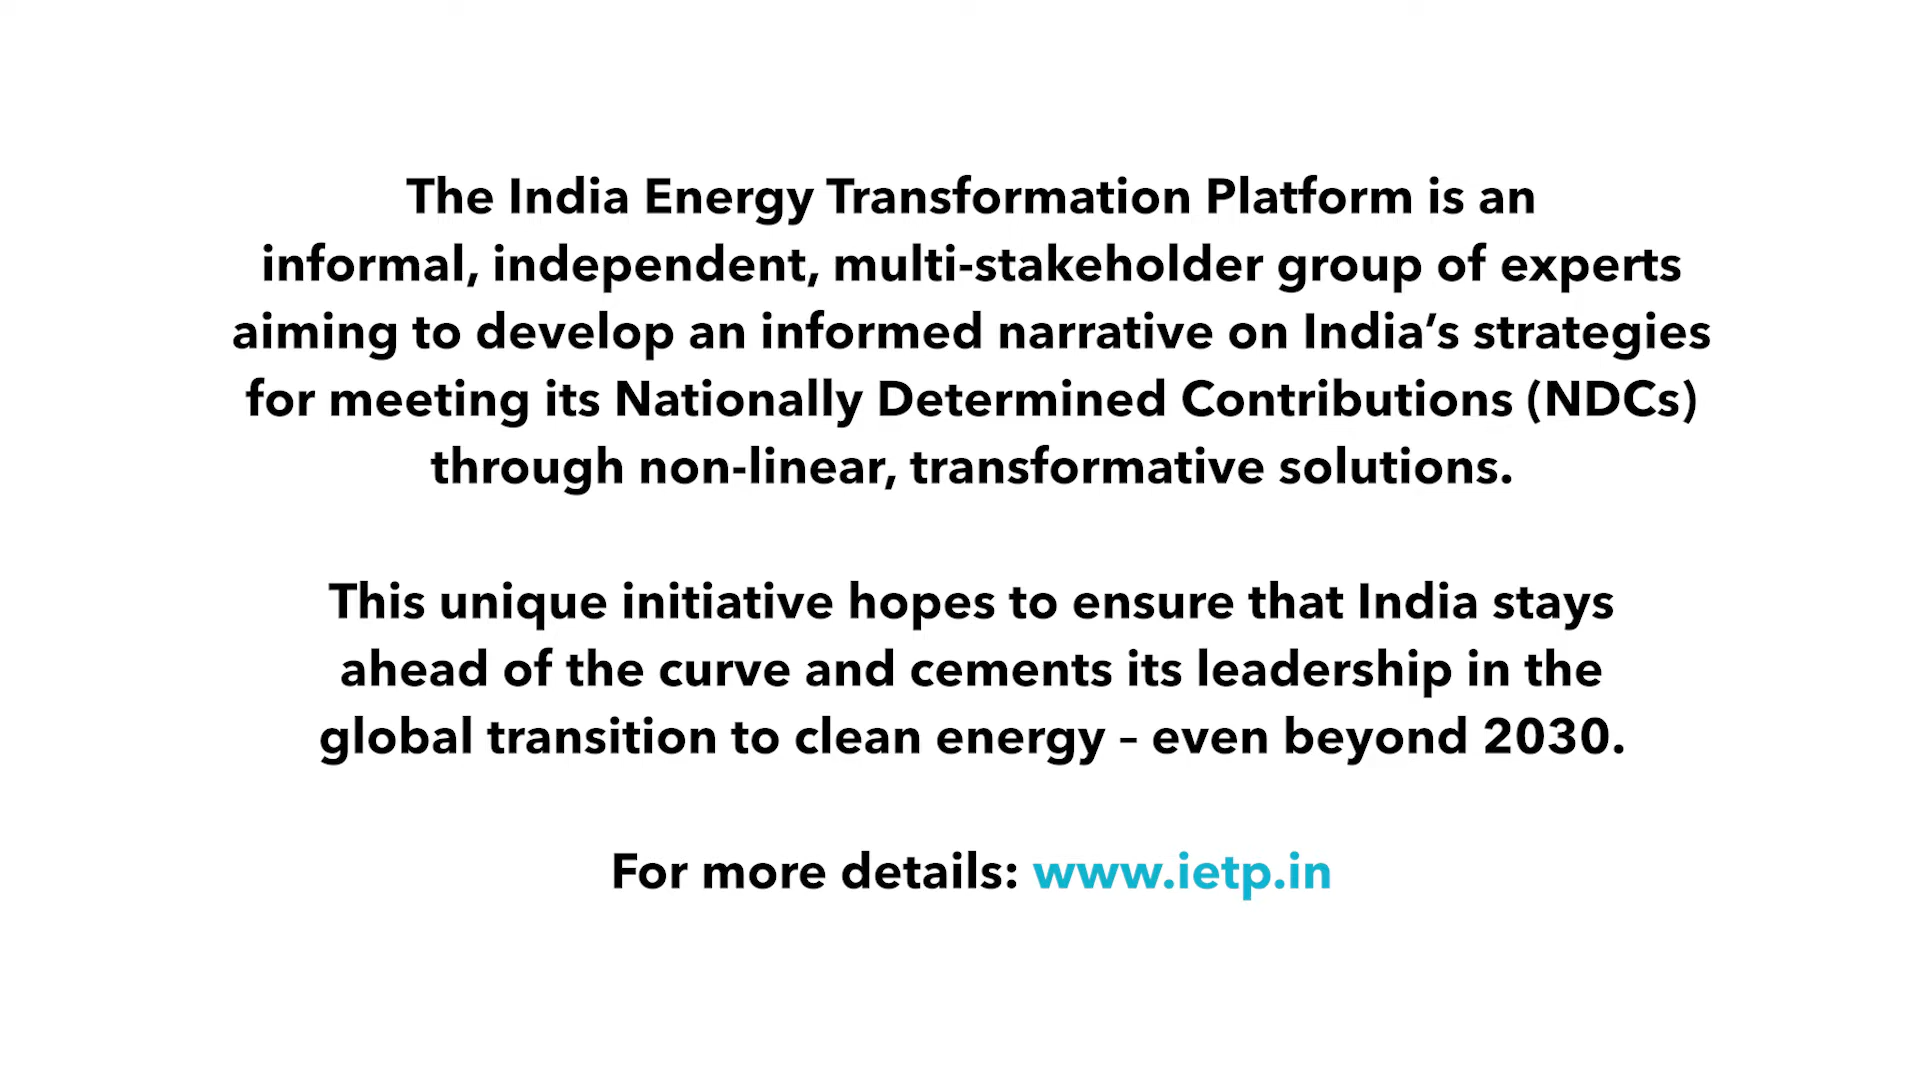 The India Energy Transformation Platform is an
informal, independent, multi-stakeholder group of experts
aiming to develop an informed narrative on India’s strategies
for meeting its Nationally Determined Contributions (NDCs)
through non-linear, transformative solutions.
This unique initiative hopes to ensure that India stays
ahead of the curve and cements its leadership in the
global transition to clean energy – even beyond 2030.
For more details: www.ietp.in